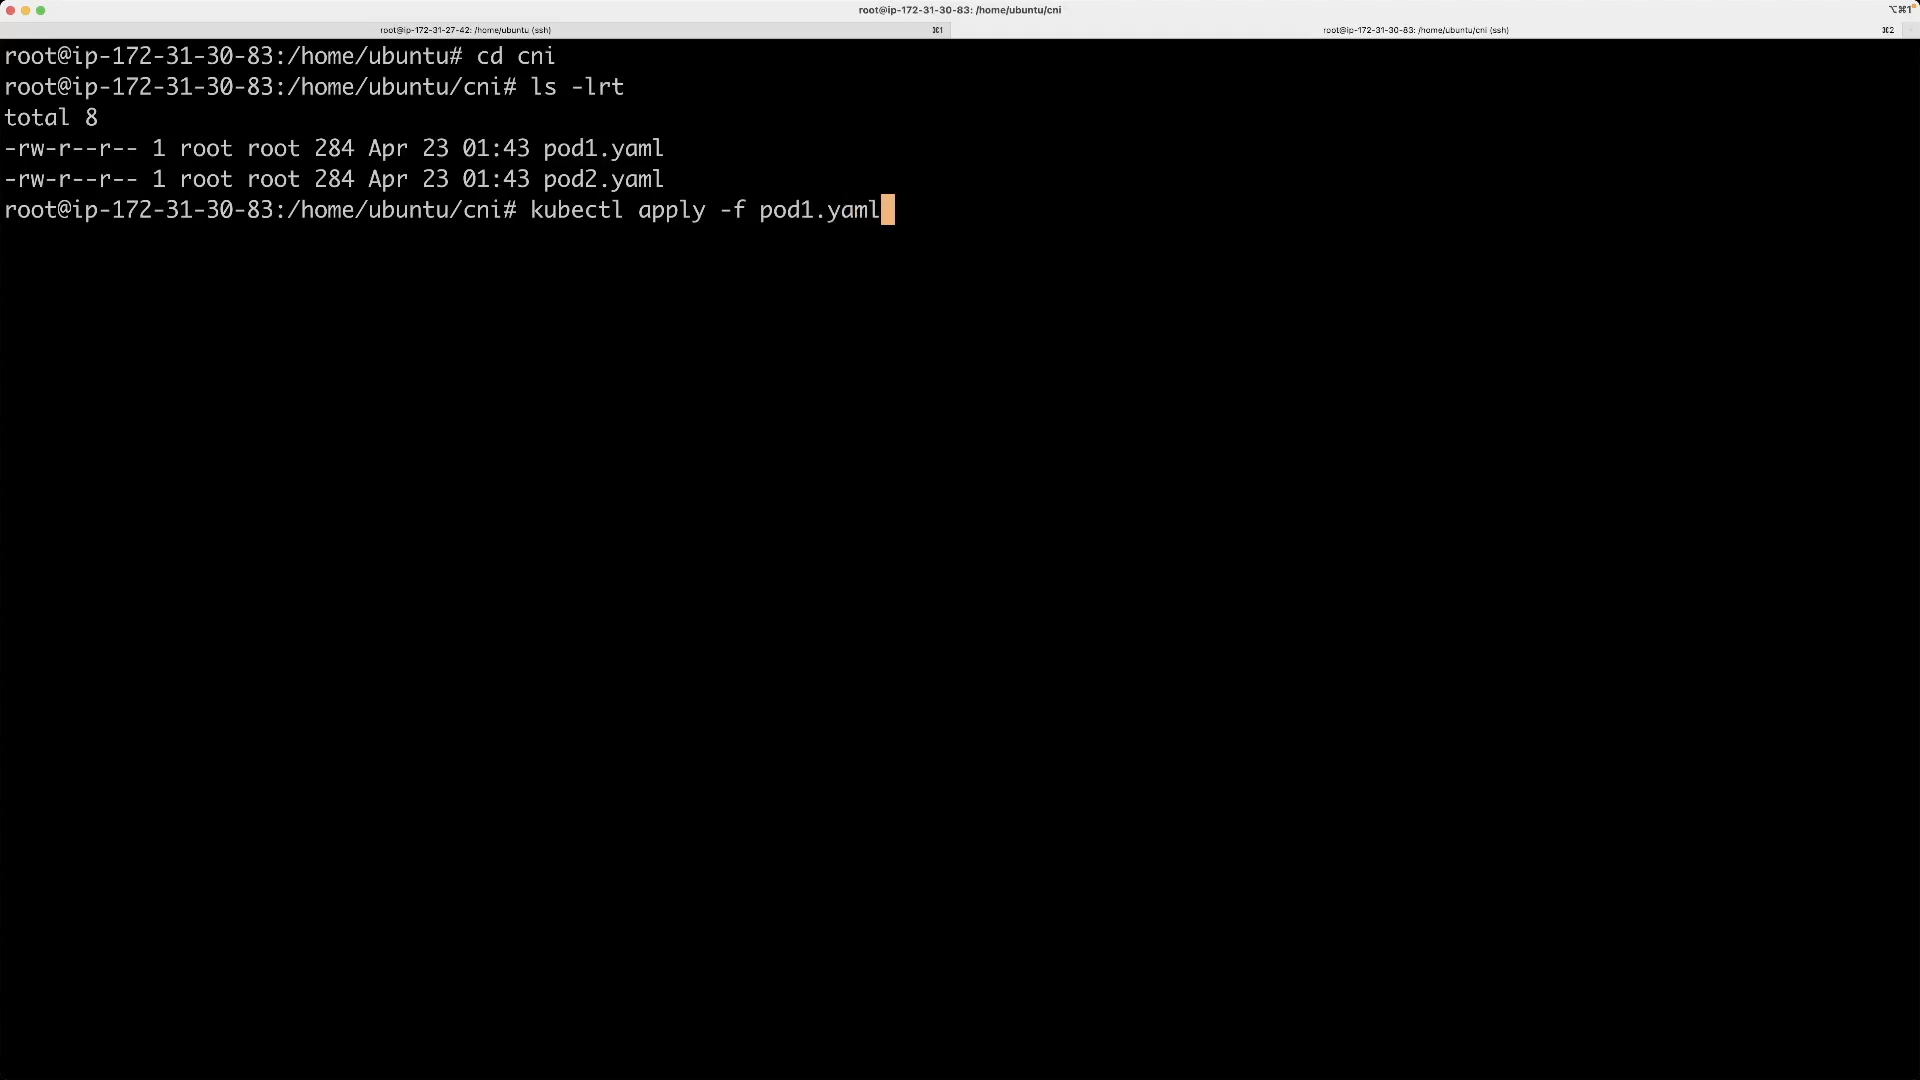 root@ip-172-31-30-83: /home/ubuntu/cni
⌥⌘1
root@ip-172-31-27-42: /home/ubuntu (ssh)
⌘1
root@ip-172-31-30-83: /home/ubuntu/cni (ssh)
⌘2
root@ip-172-31-30-83:/home/ubuntu# cd cni
root@ip-172-31-30-83:/home/ubuntu/cni# ls -lrt
total 8
-rw-r--r-- 1 root root 284 Apr 23 01:43 pod1.yaml
-rw-r--r-- 1 root root 284 Apr 23 01:43 pod2.yaml
root@ip-172-31-30-83:/home/ubuntu/cni# kubectl apply -f pod1.yaml